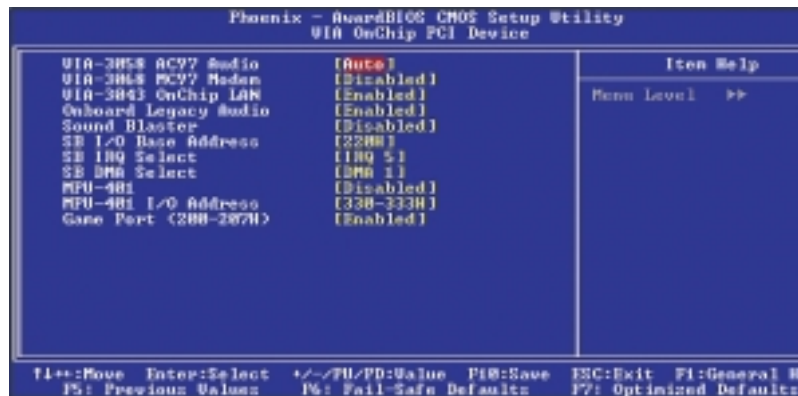 Phoenix - AwardBIOS CMOS Setup Utility
VIA OnChip PCI Device
VIA-3058 AC97 Audio [Auto]
VIA-3068 MC97 Modem [Disabled]
VIA-3043 OnChip LAN [Enabled]
Onboard Legacy Audio [Enabled]
Sound Blaster [Disabled]
SB I/O Base Address [220H]
SB IRQ Select [IRQ 5]
SB DMA Select [DMA 1]
MPU-401 [Disabled]
MPU-401 I/O Address [330-333H]
Game Port (200-207H) [Enabled]
Item Help
Menu Level ►►
↑↓→←:Move Enter:Select +/-/PU/PD:Value F10:Save ESC:Exit F1:General H
F5: Previous Values F6: Fail-Safe Defaults F7: Optimized Defaults